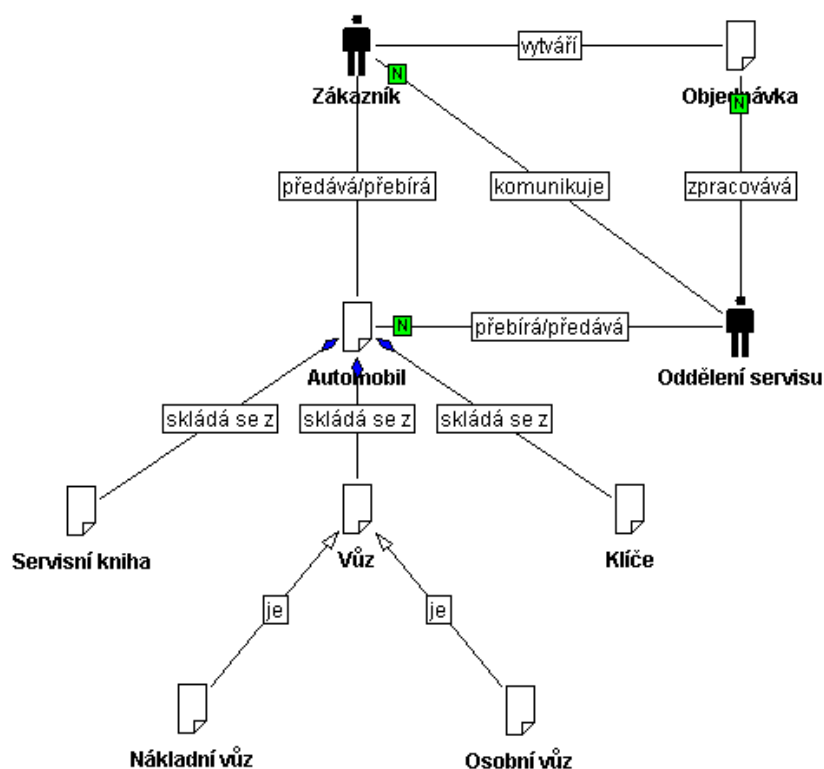 vytváří
N
Zákazník
Objednávka
N
předává/přebírá
komunikuje
zpracovává
N
přebírá/předává
Automobil
Oddělení servisu
skládá se z
skládá se z
skládá se z
Servisní kniha
Vůz
Klíče
je
je
Nákladní vůz
Osobní vůz